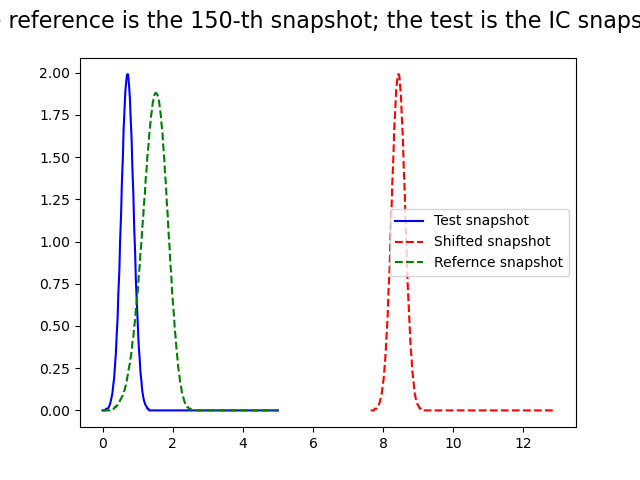 reference is the 150-th snapshot; the test is the IC snaps
2.00
1.75
1.50
1.25
1.00
0.75
0.50
0.25
0.00
Test snapshot
Shifted snapshot
Refernce snapshot
0 2 4 6 8 10 12